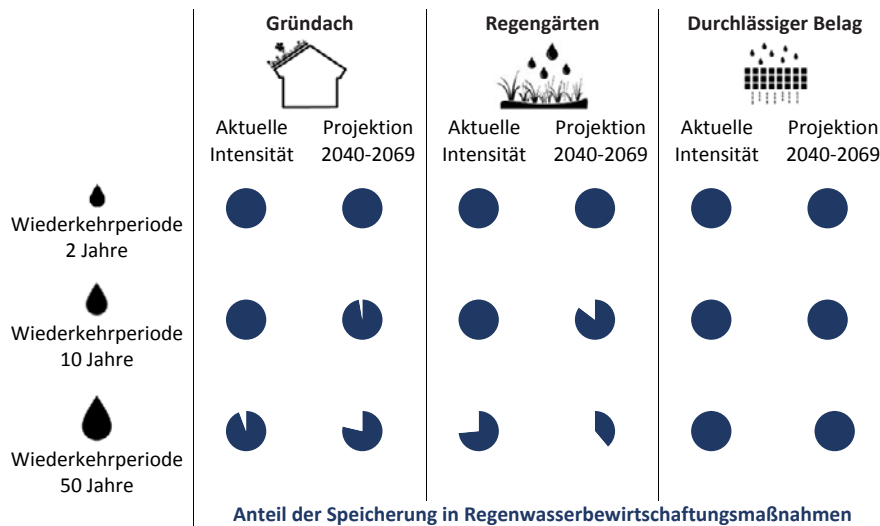 Gründach
Regengärten
Durchlässiger Belag
Aktuelle
Intensität
Projektion
2040-2069
Aktuelle
Intensität
Projektion
2040-2069
Aktuelle
Intensität
Projektion
2040-2069
Wiederkehrperiode
2 Jahre
Wiederkehrperiode
10 Jahre
Wiederkehrperiode
50 Jahre
Anteil der Speicherung in Regenwasserbewirtschaftungsmaßnahmen